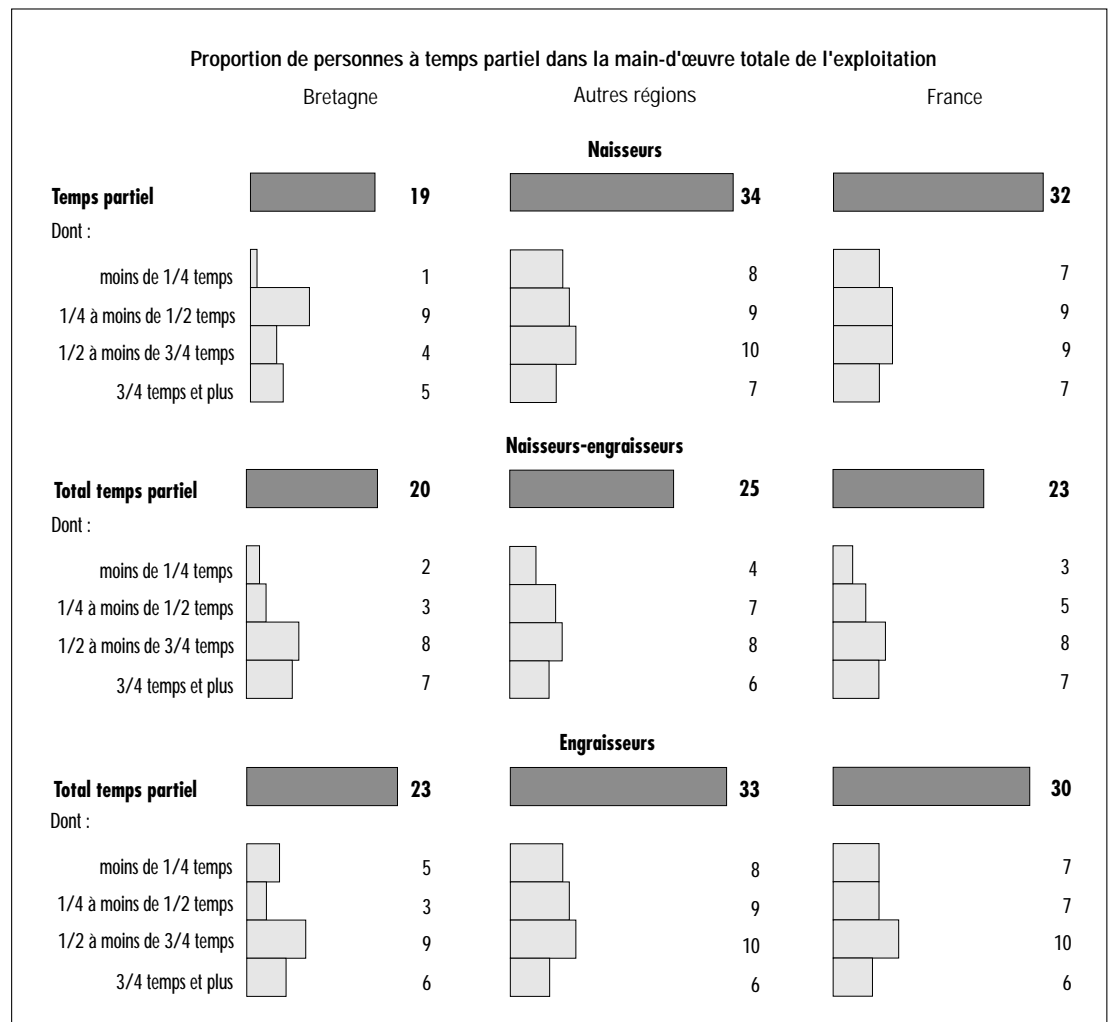 Proportion de personnes à temps partiel dans la main-d'œuvre totale de l'exploitation
Bretagne Autres régions France
Naisseurs
Temps partiel 19 34 32
Dont :
moins de 1/4 temps 1 8 7
1/4 à moins de 1/2 temps 9 9 9
1/2 à moins de 3/4 temps 4 10 9
3/4 temps et plus 5 7 7
Naisseurs-engraisseurs
Total temps partiel 20 25 23
Dont :
moins de 1/4 temps 2 4 3
1/4 à moins de 1/2 temps 3 7 5
1/2 à moins de 3/4 temps 8 8 8
3/4 temps et plus 7 6 7
Engraisseurs
Total temps partiel 23 33 30
Dont :
moins de 1/4 temps 5 8 7
1/4 à moins de 1/2 temps 3 9 7
1/2 à moins de 3/4 temps 9 10 10
3/4 temps et plus 6 6 6